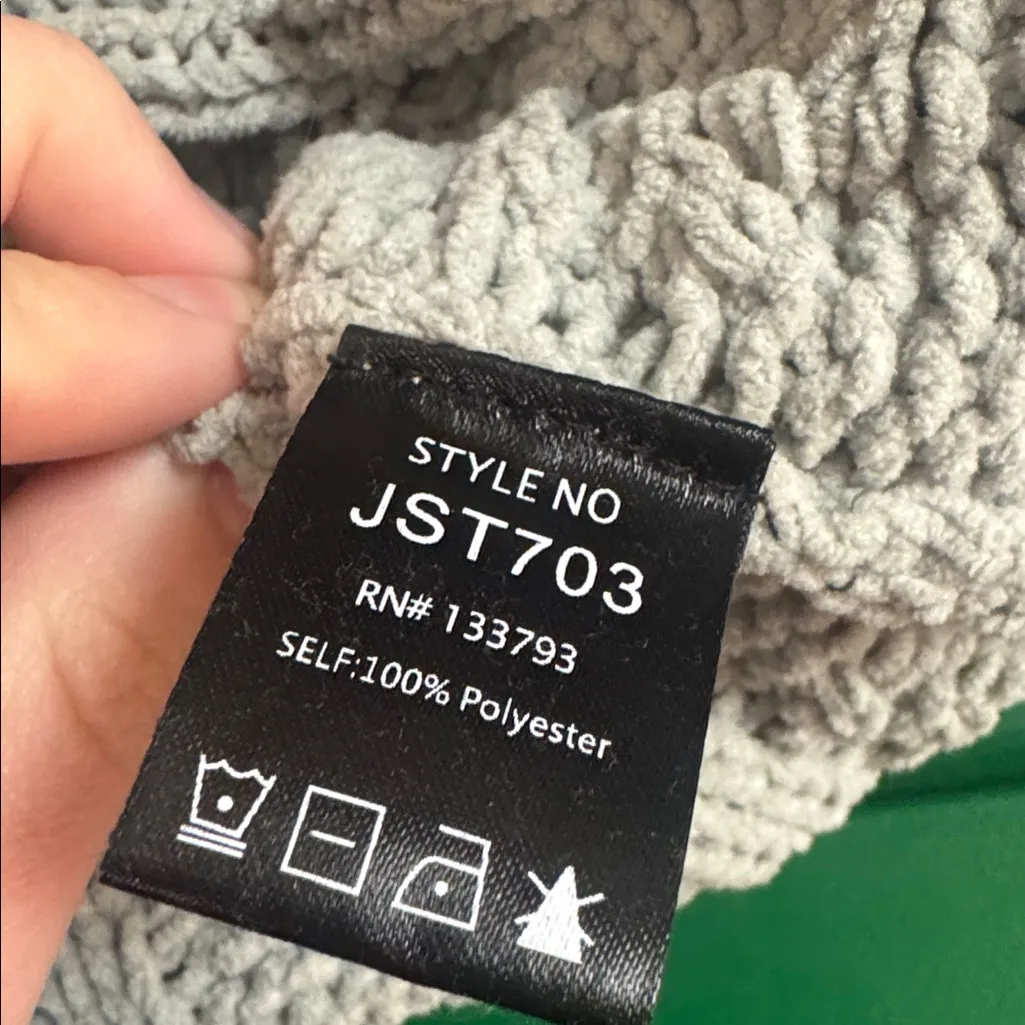 STYLE NO
JST703
RN# 133793
SELF:100% Polyester